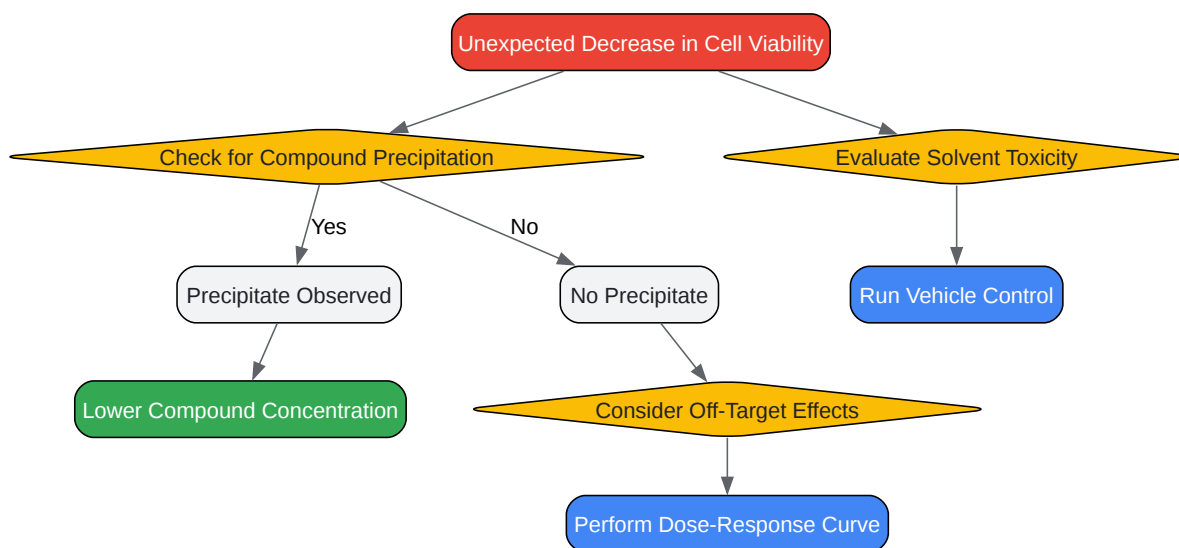 Unexpected Decrease in Cell Viability
Check for Compound Precipitation
Evaluate Solvent Toxicity
Yes
No
Precipitate Observed
No Precipitate
Run Vehicle Control
Lower Compound Concentration
Consider Off-Target Effects
Perform Dose-Response Curve